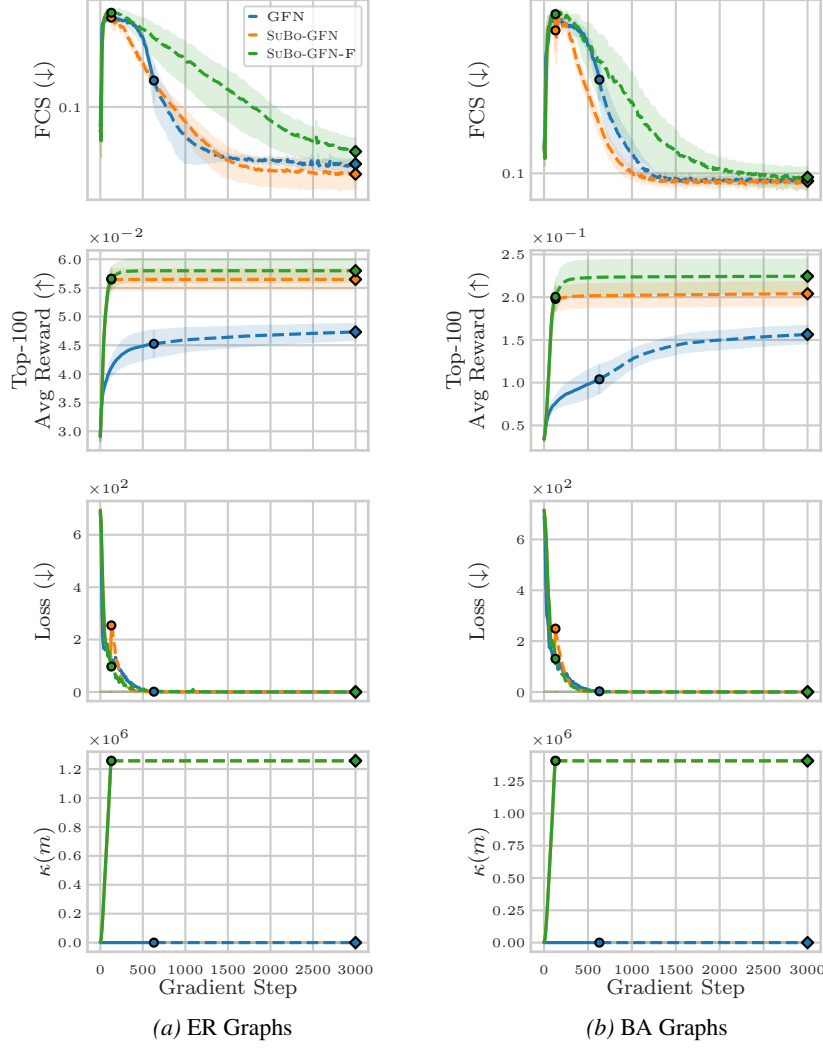 GFN
SUBO-GFN
SUBO-GFN-F
FCS (↓)
0.1
FCS (↓)
0.1
×10⁻²
Top-100
Avg Reward (↑)
6.0
5.5
5.0
4.5
4.0
3.5
3.0
×10⁻¹
Top-100
Avg Reward (↑)
2.5
2.0
1.5
1.0
0.5
×10²
Loss (↓)
6
4
2
0
×10²
Loss (↓)
6
4
2
0
×10⁶
κ(m)
1.2
1.0
0.8
0.6
0.4
0.2
0.0
0 500 1000 1500 2000 2500 3000
Gradient Step
×10⁶
κ(m)
1.25
1.00
0.75
0.50
0.25
0.00
0 500 1000 1500 2000 2500 3000
Gradient Step
(a) ER Graphs
(b) BA Graphs